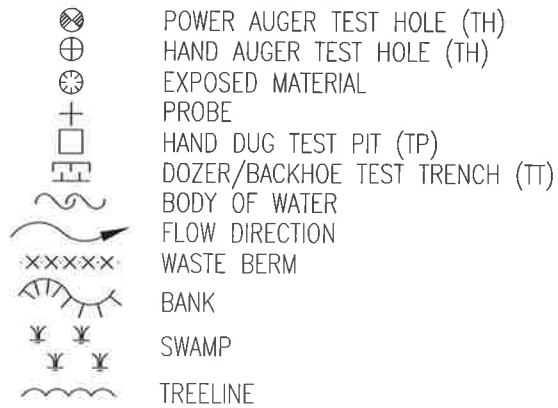 POWER AUGER TEST HOLE (TH)
HAND AUGER TEST HOLE (TH)
EXPOSED MATERIAL
PROBE
HAND DUG TEST PIT (TP)
DOZER/BACKHOE TEST TRENCH (TT)
BODY OF WATER
FLOW DIRECTION
WASTE BERM
BANK
SWAMP
TREELINE